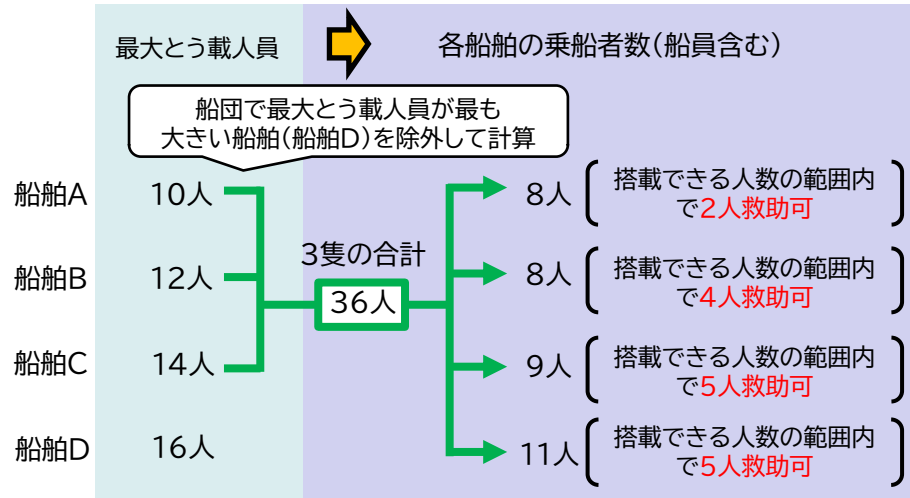 最大とう載人員
各船舶の乗船者数(船員含む)
船団で最大とう載人員が最も
大きい船舶(船舶D)を除外して計算
船舶A 10人 8人 搭載できる人数の範囲内
で2人救助可
3隻の合計
船舶B 12人 8人 搭載できる人数の範囲内
で4人救助可
36人
船舶C 14人 9人 搭載できる人数の範囲内
で5人救助可
船舶D 16人 11人 搭載できる人数の範囲内
で5人救助可